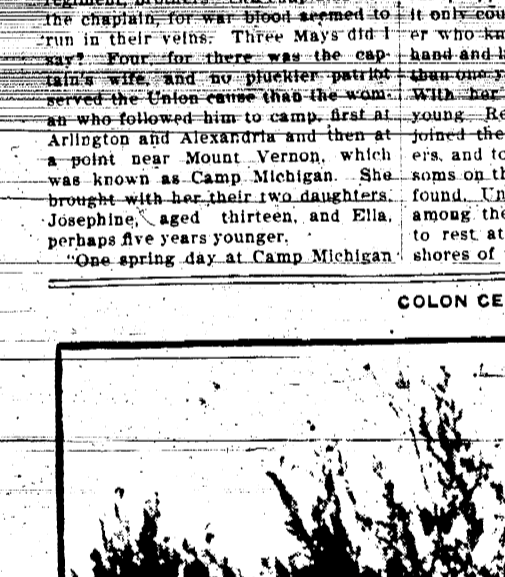 the chaplain, for war blood seemed to
run in their veins. Three Mays did I
say? Four, for there was the cap-
tain's wife, and no pluckier patriot
served the Union cause than the wom-
an who followed him to camp, first at
Arlington and Alexandria and then at
a point near Mount Vernon, which
was known as Camp Michigan. She
brought with her their two daughters,
Josephine, aged thirteen, and Ella,
perhaps five years younger.
"One spring day at Camp Michigan
it only cou
er who kn
hand and h
than one y
With her
young Re
joined the
ers, and to
soms on th
found. Un
among the
to rest at
shores of
COLON CE